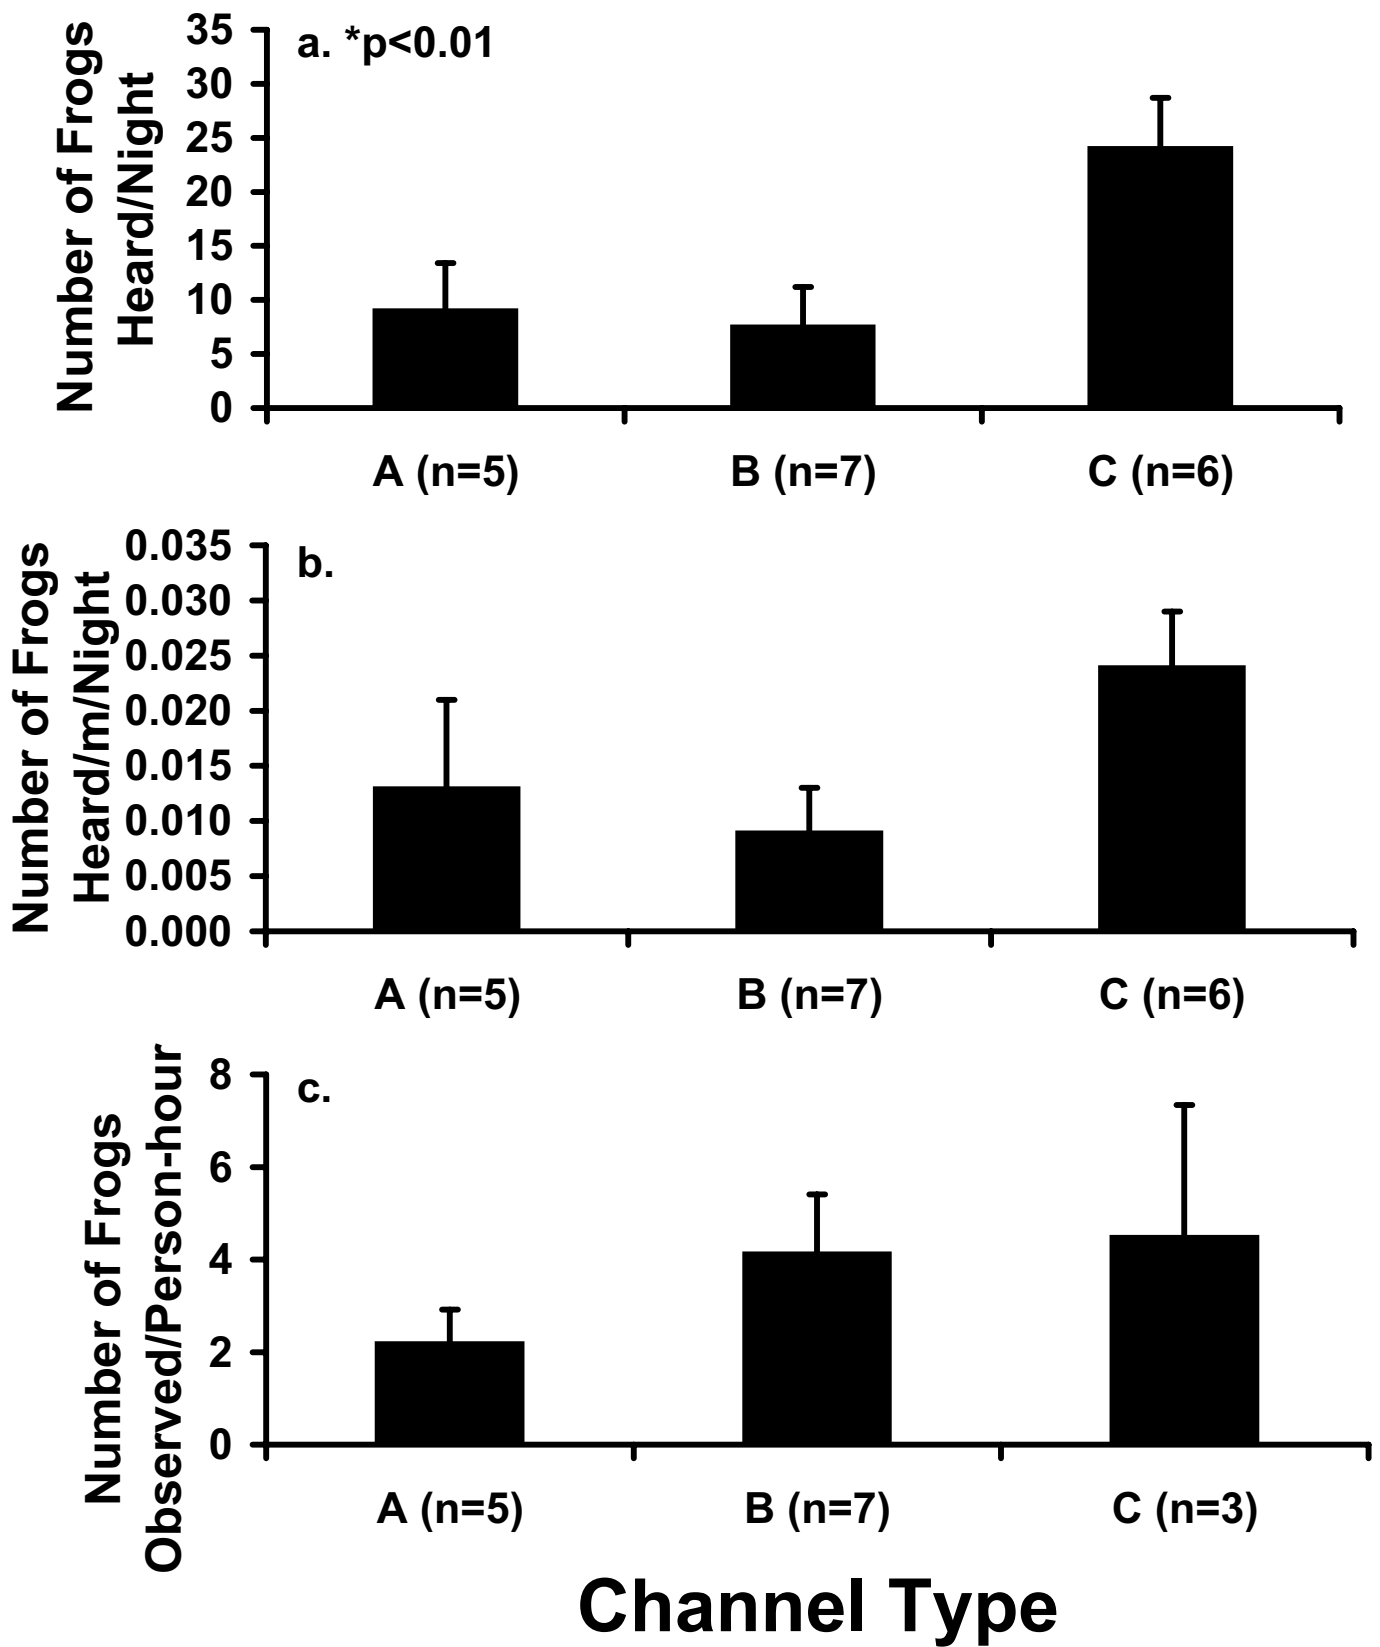 Number of Frogs
Heard/Night
35
30
25
20
15
10
5
0
a. *p<0.01
A (n=5) B (n=7) C (n=6)
Number of Frogs
Heard/m/Night
0.035
0.030
0.025
0.020
0.015
0.010
0.005
0.000
b.
A (n=5) B (n=7) C (n=6)
Number of Frogs
Observed/Person-hour
8
6
4
2
0
c.
A (n=5) B (n=7) C (n=3)
Channel Type